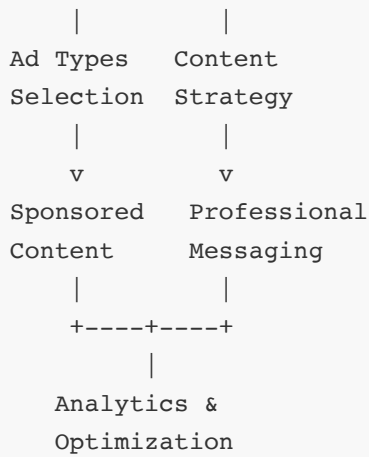 |         |
Ad Types   Content
Selection  Strategy
    |         |
    v         v
Sponsored   Professional
Content     Messaging
    |         |
    +----+----+
         |
   Analytics &
   Optimization